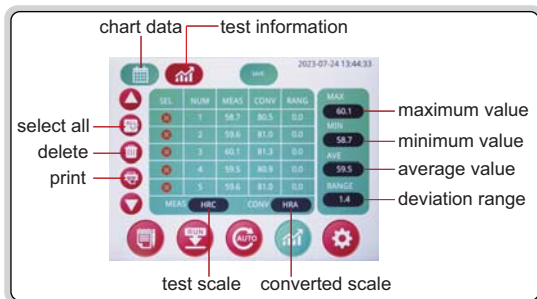 chart data
test information
2023-07-24 13:44:33
SAVE
SEL NUM MEAS CONV RANG
1 58.7 80.5 0.0
2 59.6 81.0 0.0
3 60.1 81.3 0.0
4 59.5 80.9 0.0
5 59.6 81.0 0.0
MEAS HRC CONV HRA
MAX
60.1
MIN
58.7
AVE
59.5
RANGE
1.4
select all
delete
print
maximum value
minimum value
average value
deviation range
RUN
AUTO
test scale
converted scale